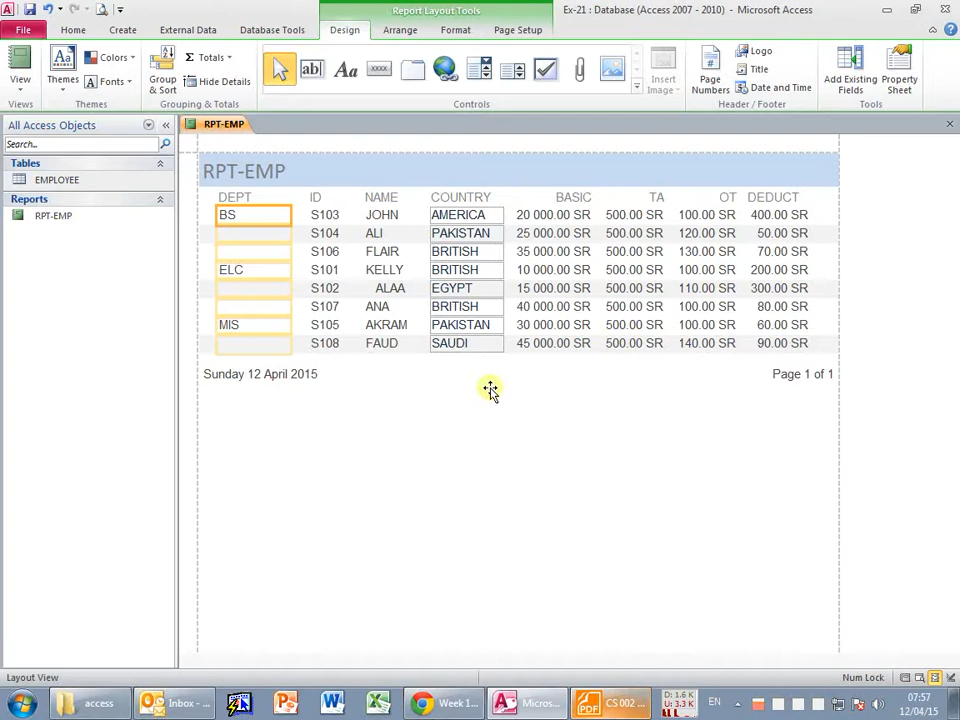 Report Layout Tools
Ex-21 : Database (Access 2007 - 2010) - Microsoft Access
File Home Create External Data Database Tools Design Arrange Format Page Setup
View Themes Colors Fonts Group & Sort Totals Hide Details
ab| Aa xxxx
Insert Image Page Numbers Logo Title Date and Time Add Existing Fields Property Sheet
Views Themes Grouping & Totals Controls Header / Footer Tools
All Access Objects
RPT-EMP
Search...
Tables
EMPLOYEE
Reports
RPT-EMP
RPT-EMP
DEPT ID NAME COUNTRY BASIC TA OT DEDUCT
BS S103 JOHN AMERICA 20 000.00 SR 500.00 SR 100.00 SR 400.00 SR
S104 ALI PAKISTAN 25 000.00 SR 500.00 SR 120.00 SR 50.00 SR
S106 FLAIR BRITISH 35 000.00 SR 500.00 SR 130.00 SR 70.00 SR
ELC S101 KELLY BRITISH 10 000.00 SR 500.00 SR 100.00 SR 200.00 SR
S102 ALAA EGYPT 15 000.00 SR 500.00 SR 110.00 SR 300.00 SR
S107 ANA BRITISH 40 000.00 SR 500.00 SR 100.00 SR 80.00 SR
MIS S105 AKRAM PAKISTAN 30 000.00 SR 500.00 SR 100.00 SR 60.00 SR
S108 FAUD SAUDI 45 000.00 SR 500.00 SR 140.00 SR 90.00 SR
Sunday 12 April 2015 Page 1 of 1
Layout View Num Lock
access Inbox - ... Week 1... Micros... CS 002 ... D: 1.6 K EN 07:57
U: 3.3 K 12/04/15